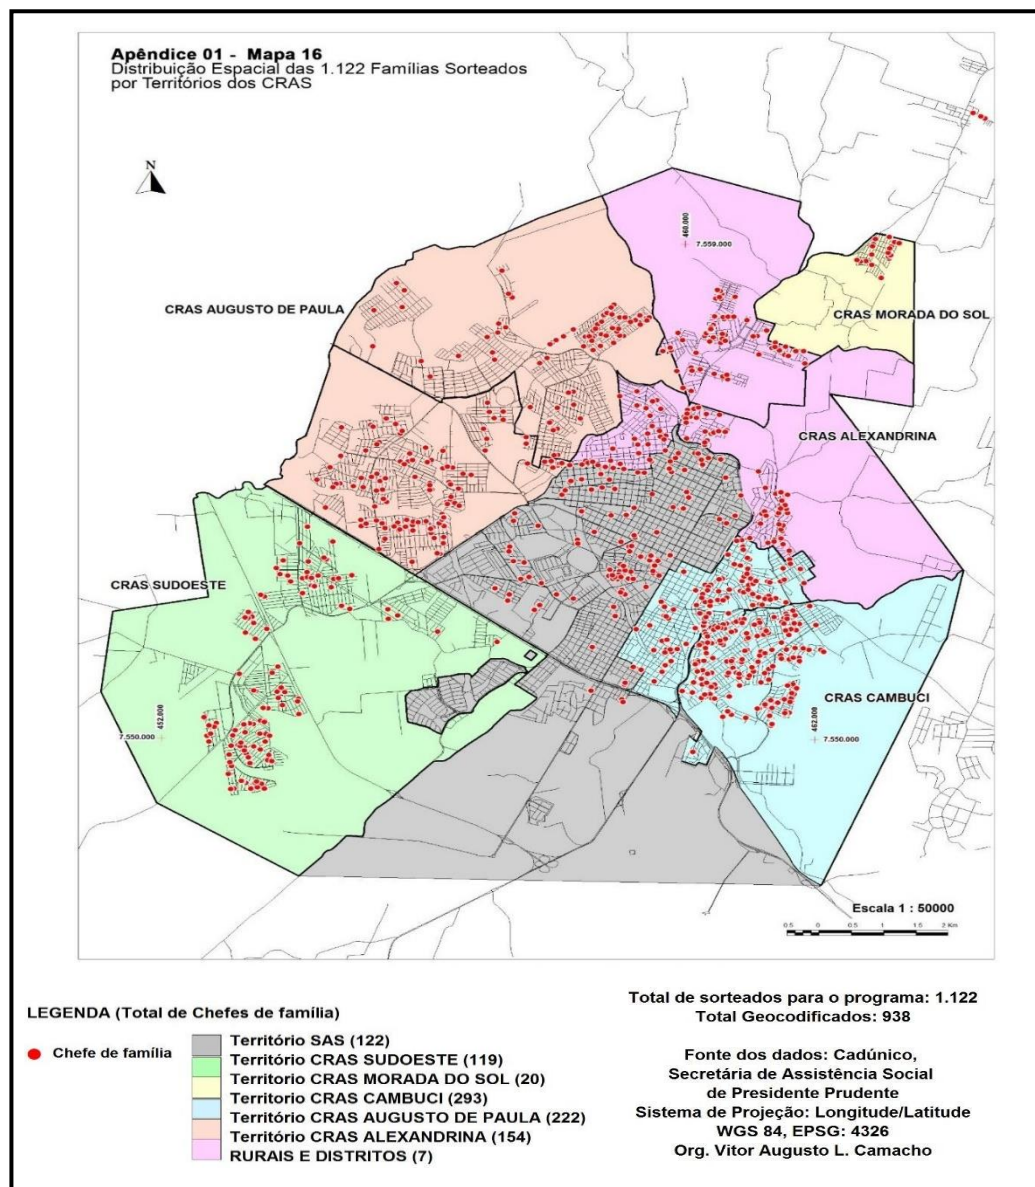 Apêndice 01 - Mapa 16
Distribuição Espacial das 1.122 Famílias Sorteados
por Territórios dos CRAS
N
460.000
7.559.000
CRAS AUGUSTO DE PAULA
CRAS MORADA DO SOL
CRAS ALEXANDRINA
CRAS SUDOESTE
CRAS CAMBUCI
452.000
7.550.000
462.000
7.550.000
Escala 1 : 50000
0.5 0 0.5 1 1.5 2 Km
LEGENDA (Total de Chefes de família)
Chefe de família
Território SAS (122)
Território CRAS SUDOESTE (119)
Territorio CRAS MORADA DO SOL (20)
Territorio CRAS CAMBUCI (293)
Território CRAS AUGUSTO DE PAULA (222)
Território CRAS ALEXANDRINA (154)
RURAIS E DISTRITOS (7)
Total de sorteados para o programa: 1.122
Total Geocodificados: 938
Fonte dos dados: Cadúnico,
Secretária de Assistência Social
de Presidente Prudente
Sistema de Projeção: Longitude/Latitude
WGS 84, EPSG: 4326
Org. Vitor Augusto L. Camacho